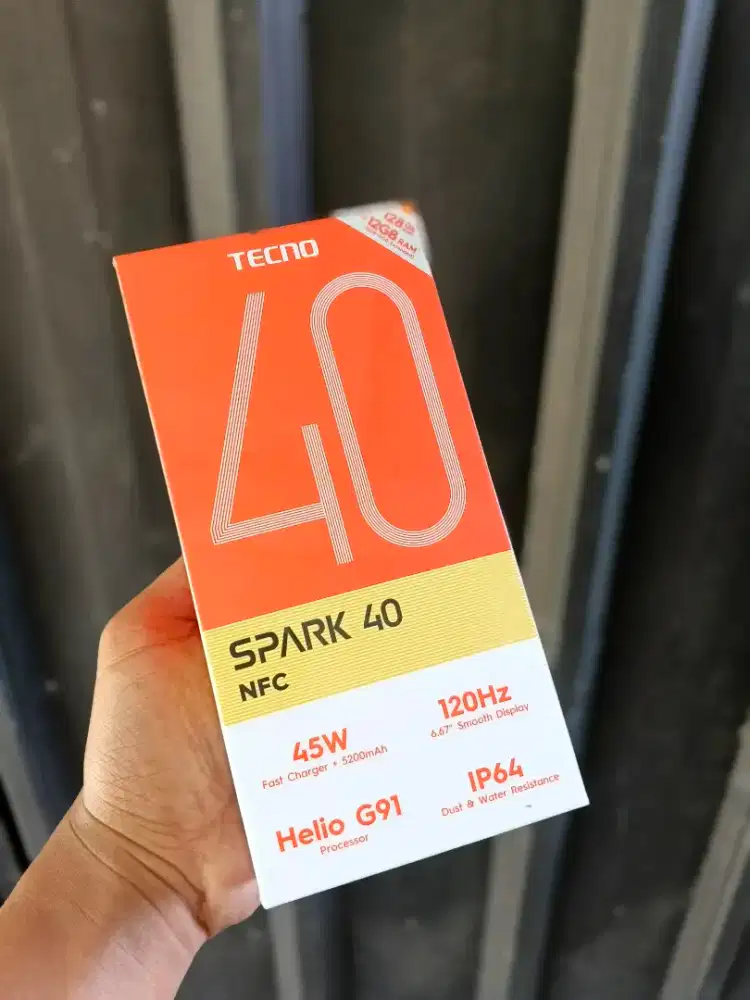 128GB
12GB RAM
TECNO
40
SPARK 40
NFC
45W
Fast Charger + 5200mAh
120Hz
6.67" Smooth Display
Helio G91
Processor
IP64
Dust & Water Resistance